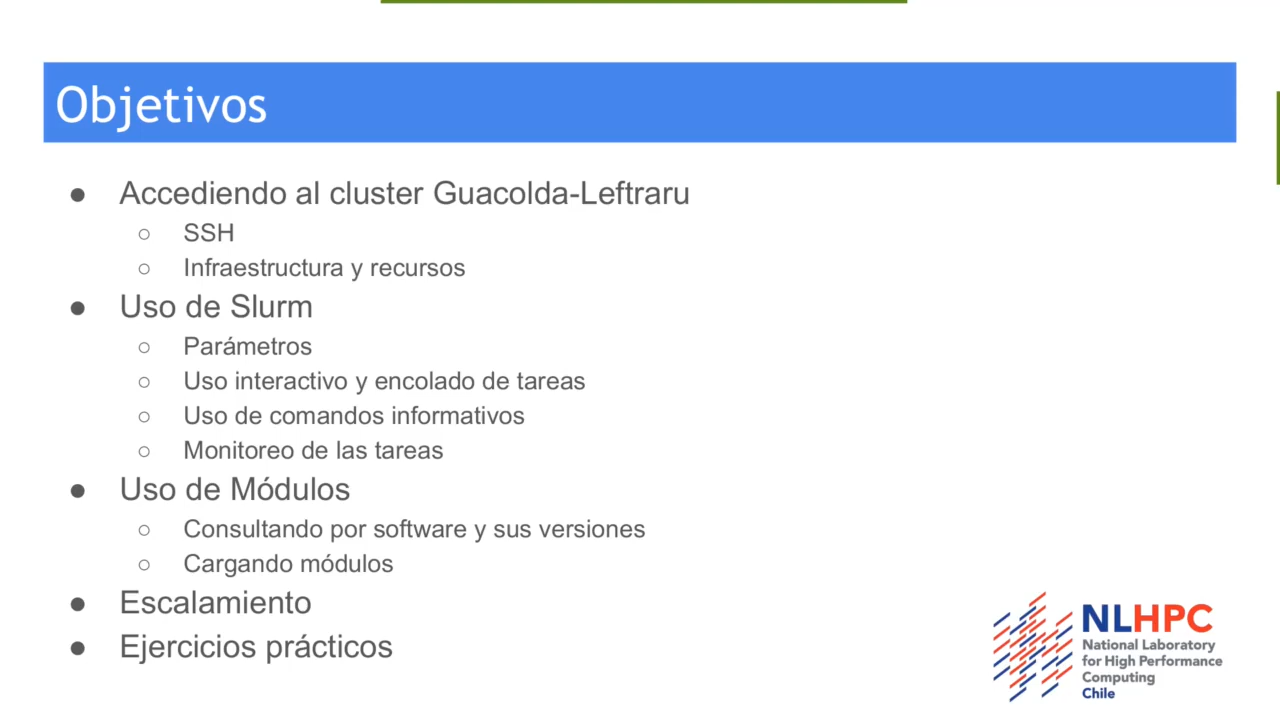 Objetivos
● Accediendo al cluster Guacolda-Leftraru
○ SSH
○ Infraestructura y recursos
● Uso de Slurm
○ Parámetros
○ Uso interactivo y encolado de tareas
○ Uso de comandos informativos
○ Monitoreo de las tareas
● Uso de Módulos
○ Consultando por software y sus versiones
○ Cargando módulos
● Escalamiento
● Ejercicios prácticos
NLHPC
National Laboratory
for High Performance
Computing
Chile